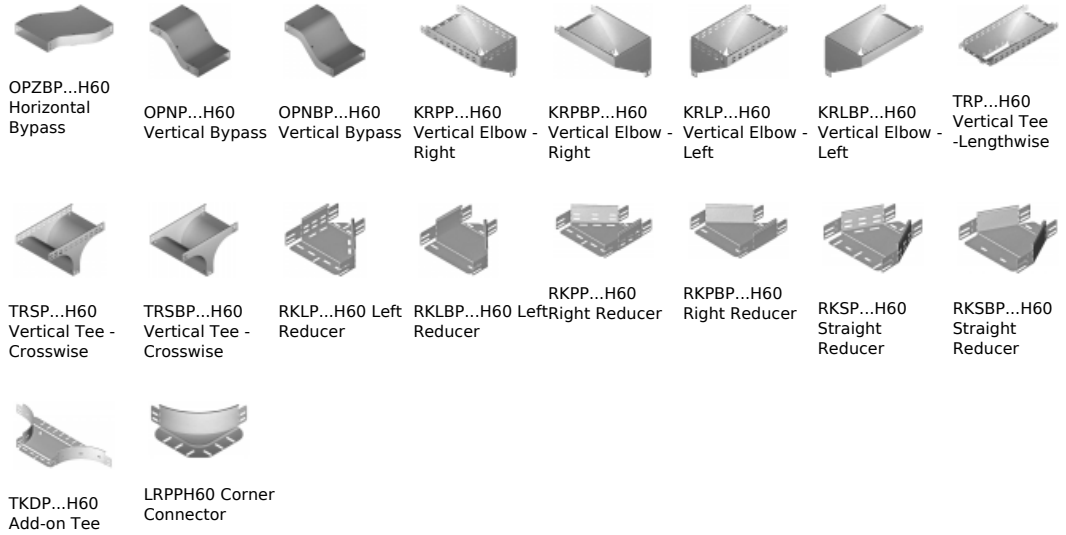 OPZBP...H60
Horizontal
Bypass
OPNP...H60
Vertical Bypass
OPNBP...H60
Vertical Bypass
KRPP...H60
Vertical Elbow -
Right
KRPBP...H60
Vertical Elbow -
Right
KRLP...H60
Vertical Elbow -
Left
KRLBP...H60
Vertical Elbow -
Left
TRP...H60
Vertical Tee
-Lengthwise
TRSP...H60
Vertical Tee -
Crosswise
TRSBP...H60
Vertical Tee -
Crosswise
RKLP...H60 Left
Reducer
RKLBP...H60 Left
Reducer
RKPP...H60
Right Reducer
RKPBP...H60
Right Reducer
RKSP...H60
Straight
Reducer
RKSBP...H60
Straight
Reducer
TKDP...H60
Add-on Tee
LRPPH60 Corner
Connector